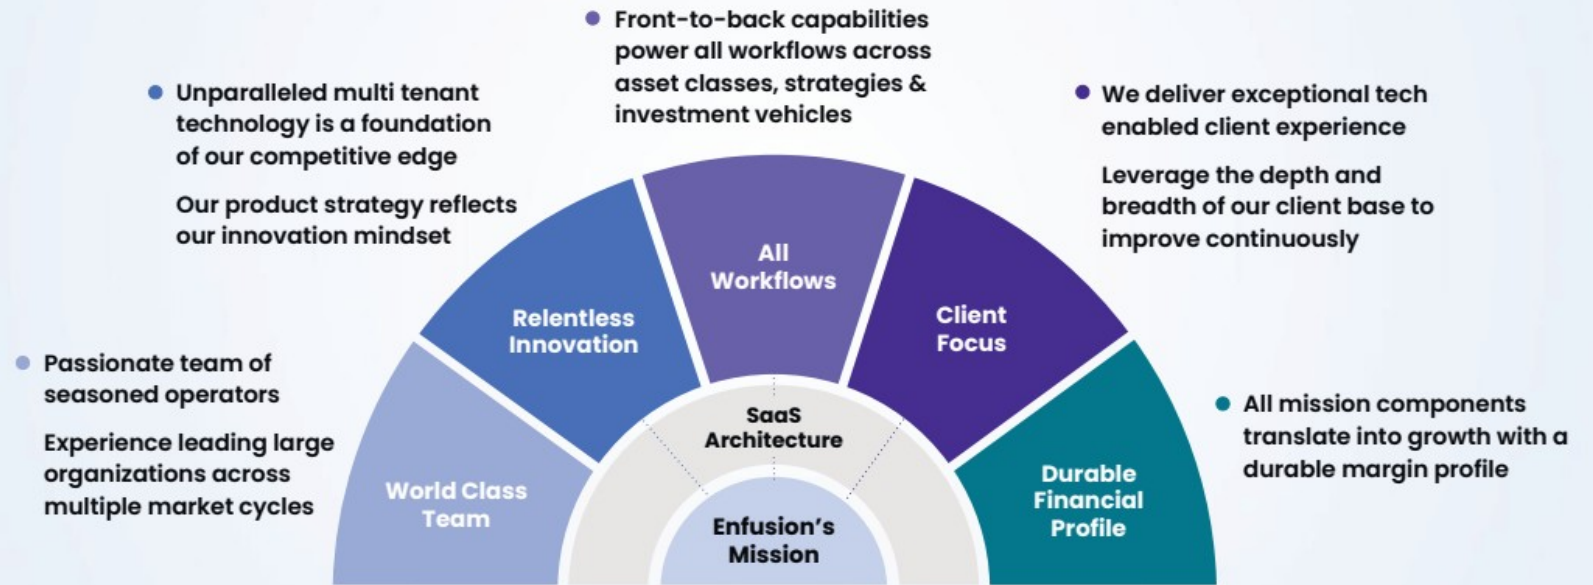 Front-to-back capabilities
power all workflows across
asset classes, strategies &
investment vehicles
Unparalleled multi tenant
technology is a foundation
of our competitive edge
Our product strategy reflects
our innovation mindset
We deliver exceptional tech
enabled client experience
Leverage the depth and
breadth of our client base to
improve continuously
Passionate team of
seasoned operators
Experience leading large
organizations across
multiple market cycles
All mission components
translate into growth with a
durable margin profile
World Class
Team
Relentless
Innovation
All
Workflows
Client
Focus
Durable
Financial
Profile
SaaS
Architecture
Enfusion's
Mission